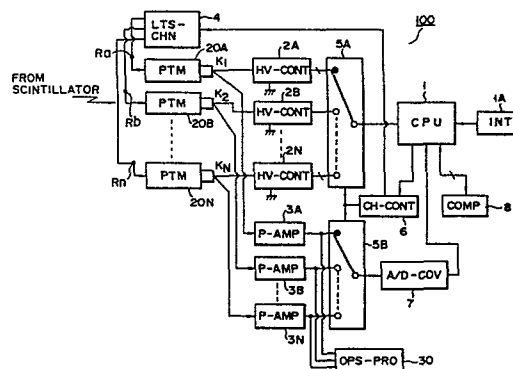 LTS-
CHN
4
100
Ra
20A
PTM
K1
2A
HV-CONT
5A
FROM
SCINTILLATOR
Rb
PTM
20B
K2
2B
HV-CONT
1
CPU
1A
INT
Rn
PTM
20N
KN
2N
HV-CONT
3A
P-AMP
CH-CONT
6
COMP
8
5B
3B
P-AMP
A/D-COV
7
3N
P-AMP
OPS-PRO
30